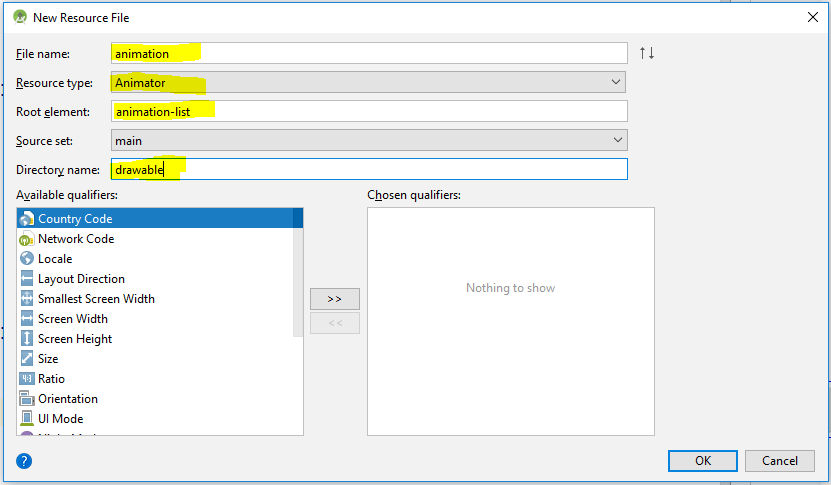 New Resource File
File name: animation
Resource type: Animator
Root element: animation-list
Source set: main
Directory name: drawable
Available qualifiers: Chosen qualifiers:
Country Code
Network Code
Locale
Layout Direction
Smallest Screen Width
Screen Width
Screen Height
Size
Ratio
Orientation
UI Mode
>>
<<
Nothing to show
OK Cancel